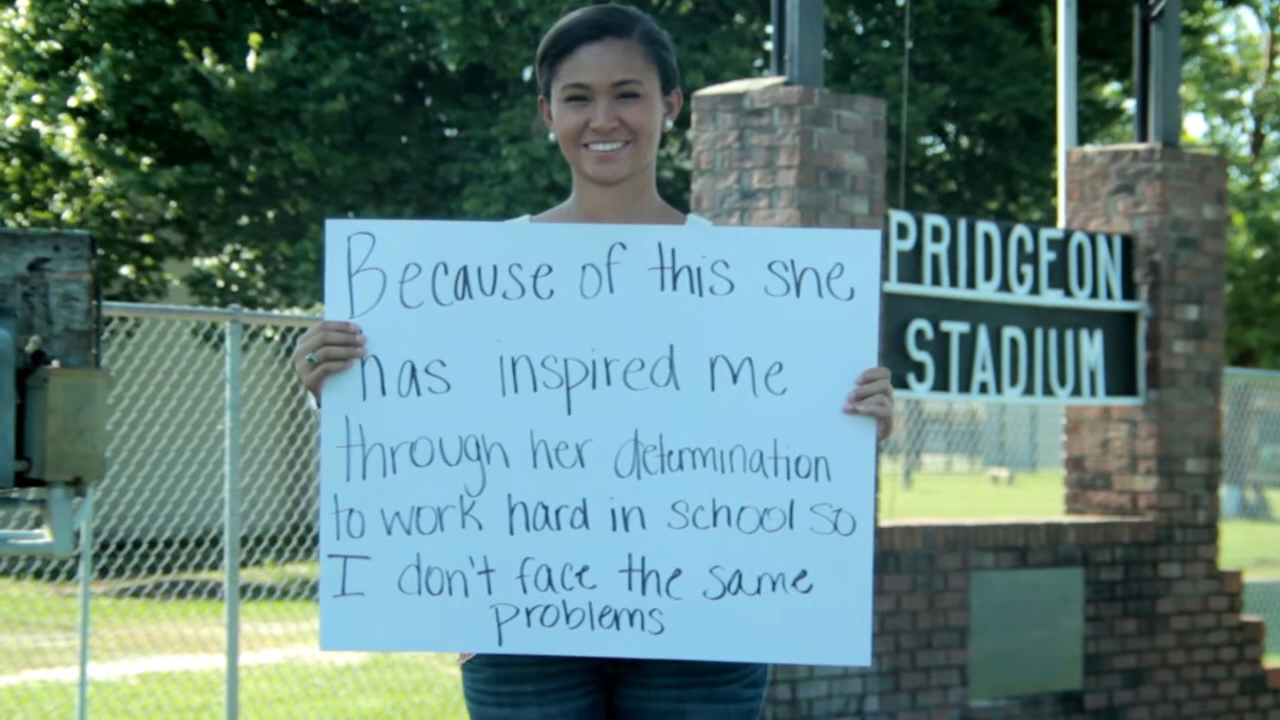 Because of this she
has inspired me
through her determination
to work hard in school so
I don't face the same
problems
PRIDGEON
STADIUM